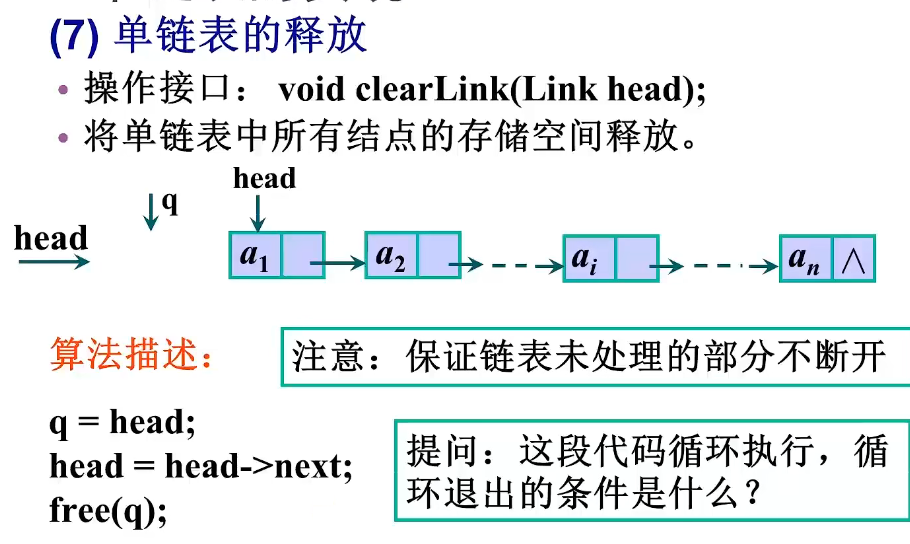 (7) 单链表的释放
• 操作接口： void clearLink(Link head);
• 将单链表中所有结点的存储空间释放。
head
q
head
a1 a2 ai an ∧
算法描述：
注意：保证链表未处理的部分不断开
q = head;
head = head->next;
free(q);
提问：这段代码循环执行，循
环退出的条件是什么？